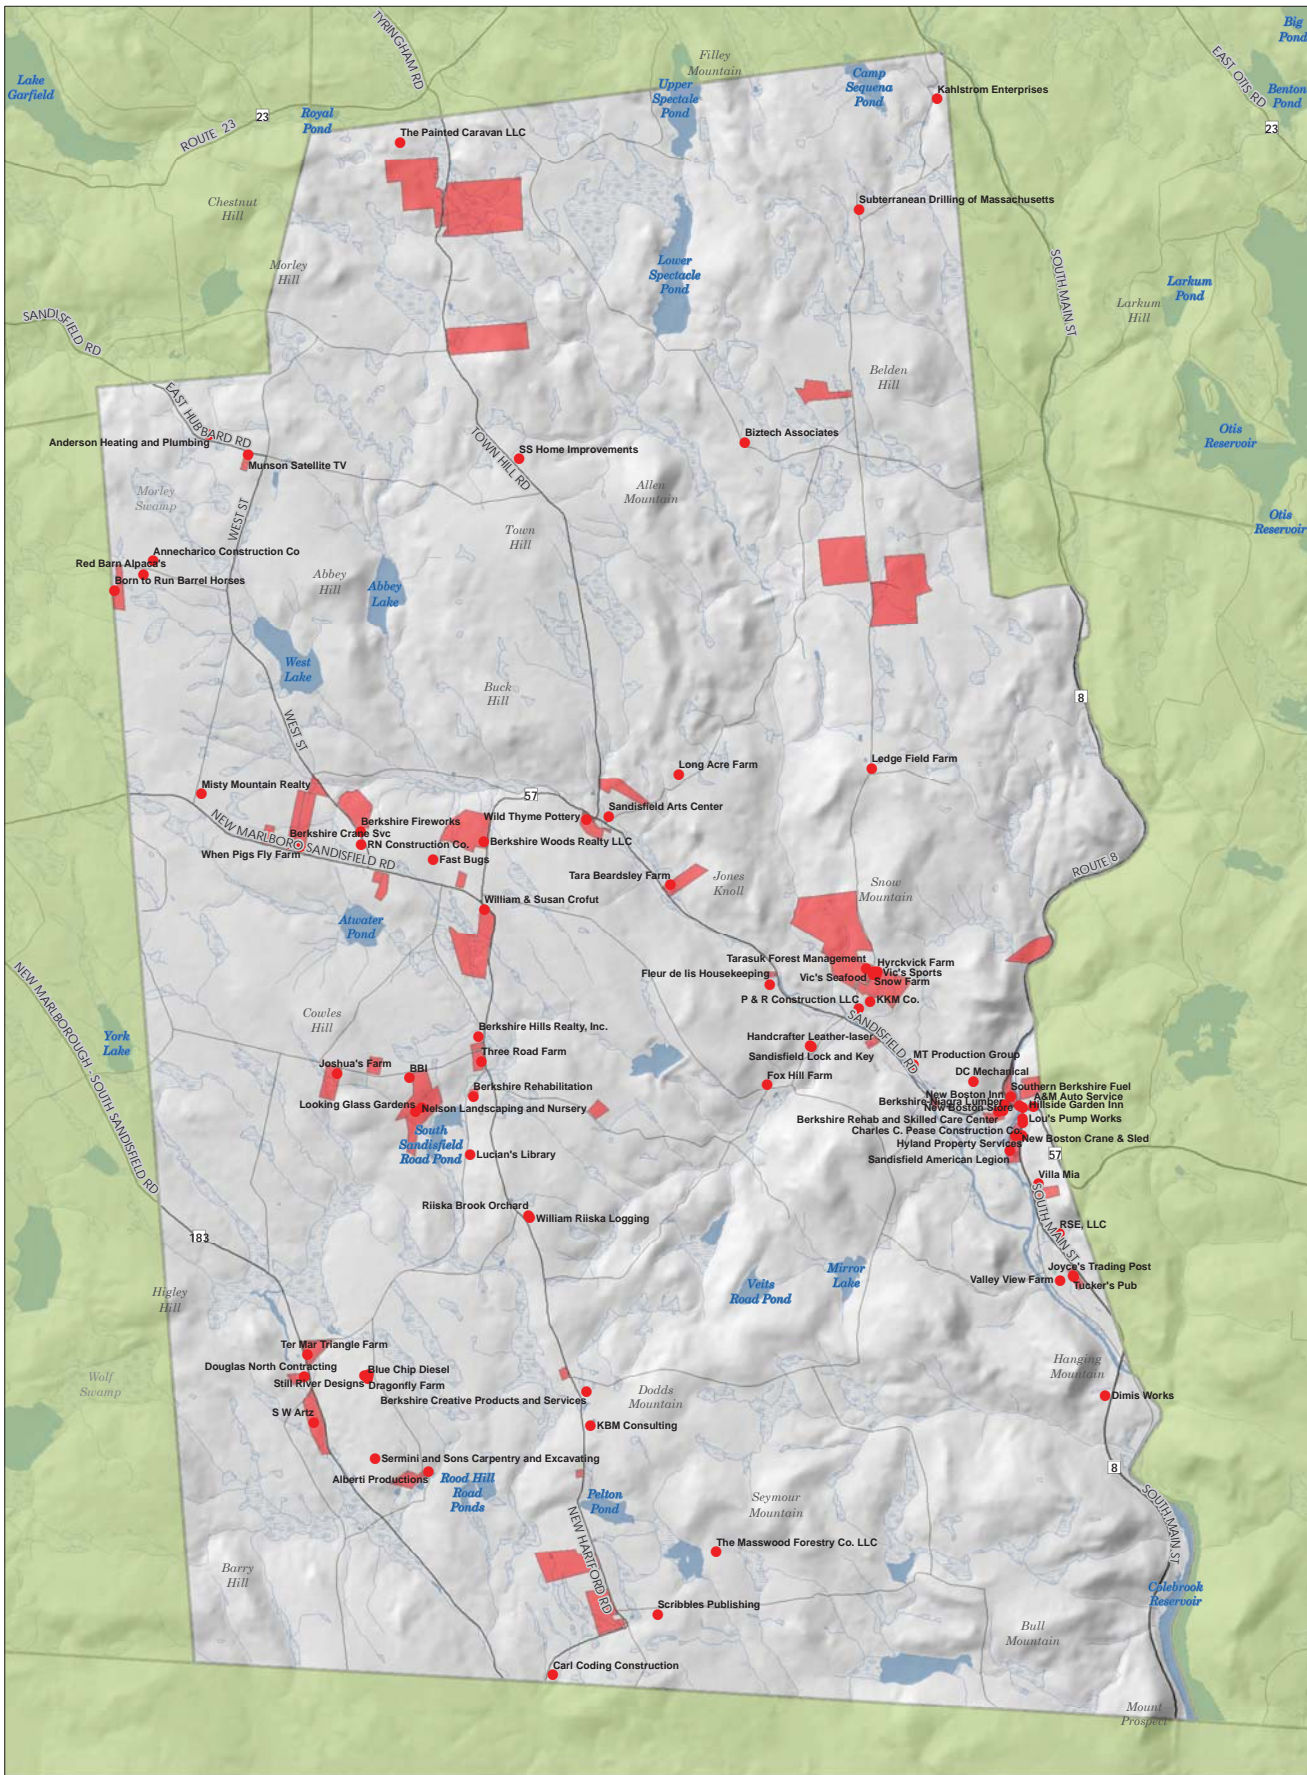 TYRINGHAM RD
Filley
Mountain
Big
Pond
EAST OTIS RD
Lake
Garfield
Upper
Spectale
Pond
Camp
Sequena
Pond
Benton
Pond
Kahlstrom Enterprises
23
Royal
Pond
ROUTE 23
23
The Painted Caravan LLC
Chestnut
Hill
Subterranean Drilling of Massachusetts
Morley
Hill
Lower
Spectacle
Pond
SOUTH MAIN ST
Larkum
Pond
Larkum
Hill
SANDISFIELD RD
Belden
Hill
EAST HUBBARD RD
Anderson Heating and Plumbing
Munson Satellite TV
TOWN HILL RD
SS Home Improvements
Biztech Associates
Otis
Reservoir
Morley
Swamp
WEST ST
Allen
Mountain
Town
Hill
Otis
Reservoir
Annecharico Construction Co
Red Barn Alpaca's
Born to Run Barrel Horses
Abbey
Hill
Abbey
Lake
West
Lake
Buck
Hill
8
WEST ST
Long Acre Farm
Ledge Field Farm
Misty Mountain Realty
57
Sandisfield Arts Center
Wild Thyme Pottery
NEW MARLBORO SANDISFIELD RD
Berkshire Fireworks
Berkshire Crane Svc
RN Construction Co.
Berkshire Woods Realty LLC
When Pigs Fly Farm
Fast Bugs
ROUTE 8
Tara Beardsley Farm
Jones
Knoll
Snow
Mountain
William & Susan Crofut
Atwater
Pond
NEW MARLBOROUGH - SOUTH SANDISFIELD RD
Tarasuk Forest Management
Hyrckvick Farm
Fleur de lis Housekeeping
Vic's Seafood
Vic's Sports
Snow Farm
P & R Construction LLC
KKM Co.
Cowles
Hill
SANDISFIELD RD
York
Lake
Berkshire Hills Realty, Inc.
Handcrafter Leather-laser
Sandisfield Lock and Key
MT Production Group
Joshua's Farm
BBI
Three Road Farm
DC Mechanical
Fox Hill Farm
Berkshire Rehabilitation
Southern Berkshire Fuel
New Boston Inn
A&M Auto Service
Berkshire-Niagra Lumber
Hillside Garden Inn
Looking Glass Gardens
Nelson Landscaping and Nursery
New Boston Store
Berkshire Rehab and Skilled Care Center
Lou's Pump Works
South
Sandisfield
Road Pond
Charles C. Pease Construction Co.
New Boston Crane & Sled
Hyland Property Services
Lucian's Library
Sandisfield American Legion
57
Villa Mia
SOUTH MAIN ST
Riiska Brook Orchard
William Riiska Logging
RSE, LLC
183
Mirror
Lake
Joyce's Trading Post
Valley View Farm
Tucker's Pub
Veits
Road Pond
Higley
Hill
Ter Mar Triangle Farm
Hanging
Mountain
Wolf
Swamp
Douglas North Contracting
Blue Chip Diesel
Still River Designs
Dragonfly Farm
Berkshire Creative Products and Services
Dodds
Mountain
Dimis Works
S W Artz
KBM Consulting
Sermini and Sons Carpentry and Excavating
8
Alberti Productions
Rood Hill
Road
Ponds
Pelton
Pond
Seymour
Mountain
SOUTH MAIN ST
NEW HARTFORD RD
The Masswood Forestry Co. LLC
Barry
Hill
Colebrook
Reservoir
Scribbles Publishing
Bull
Mountain
Carl Coding Construction
Mount
Prospect